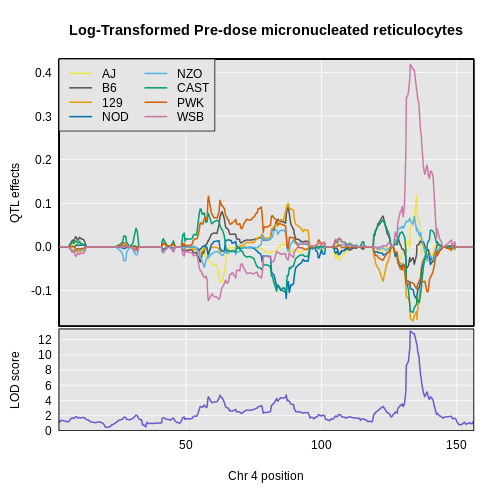 Log-Transformed Pre-dose micronucleated reticulocytes
AJ
B6
129
NOD
NZO
CAST
PWK
WSB
QTL effects
0.4
0.3
0.2
0.1
0.0
-0.1
LOD score
12
10
8
6
4
2
0
50
100
150
Chr 4 position